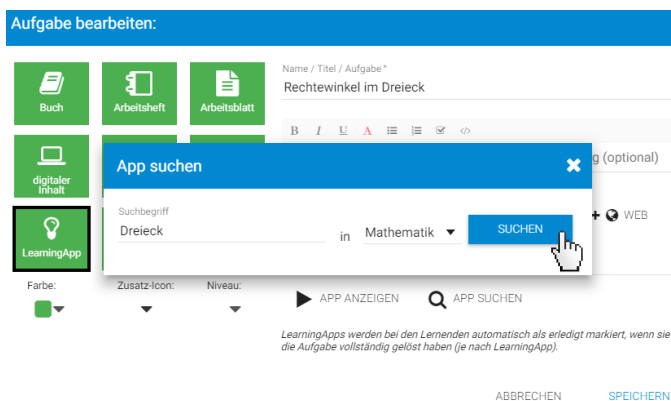 Aufgabe bearbeiten:
Buch
Arbeitsheft
Arbeitsblatt
Name / Titel / Aufgabe*
Rechtewinkel im Dreieck
B I U A
digitaler
Inhalt
g (optional)
App suchen
Suchbegriff
Dreieck
in Mathematik
SUCHEN
WEB
LearningApp
Farbe:
Zusatz-Icon:
Niveau:
APP ANZEIGEN
APP SUCHEN
LearningApps werden bei den Lernenden automatisch als erledigt markiert, wenn sie
die Aufgabe vollständig gelöst haben (je nach LearningApp).
ABBRECHEN
SPEICHERN